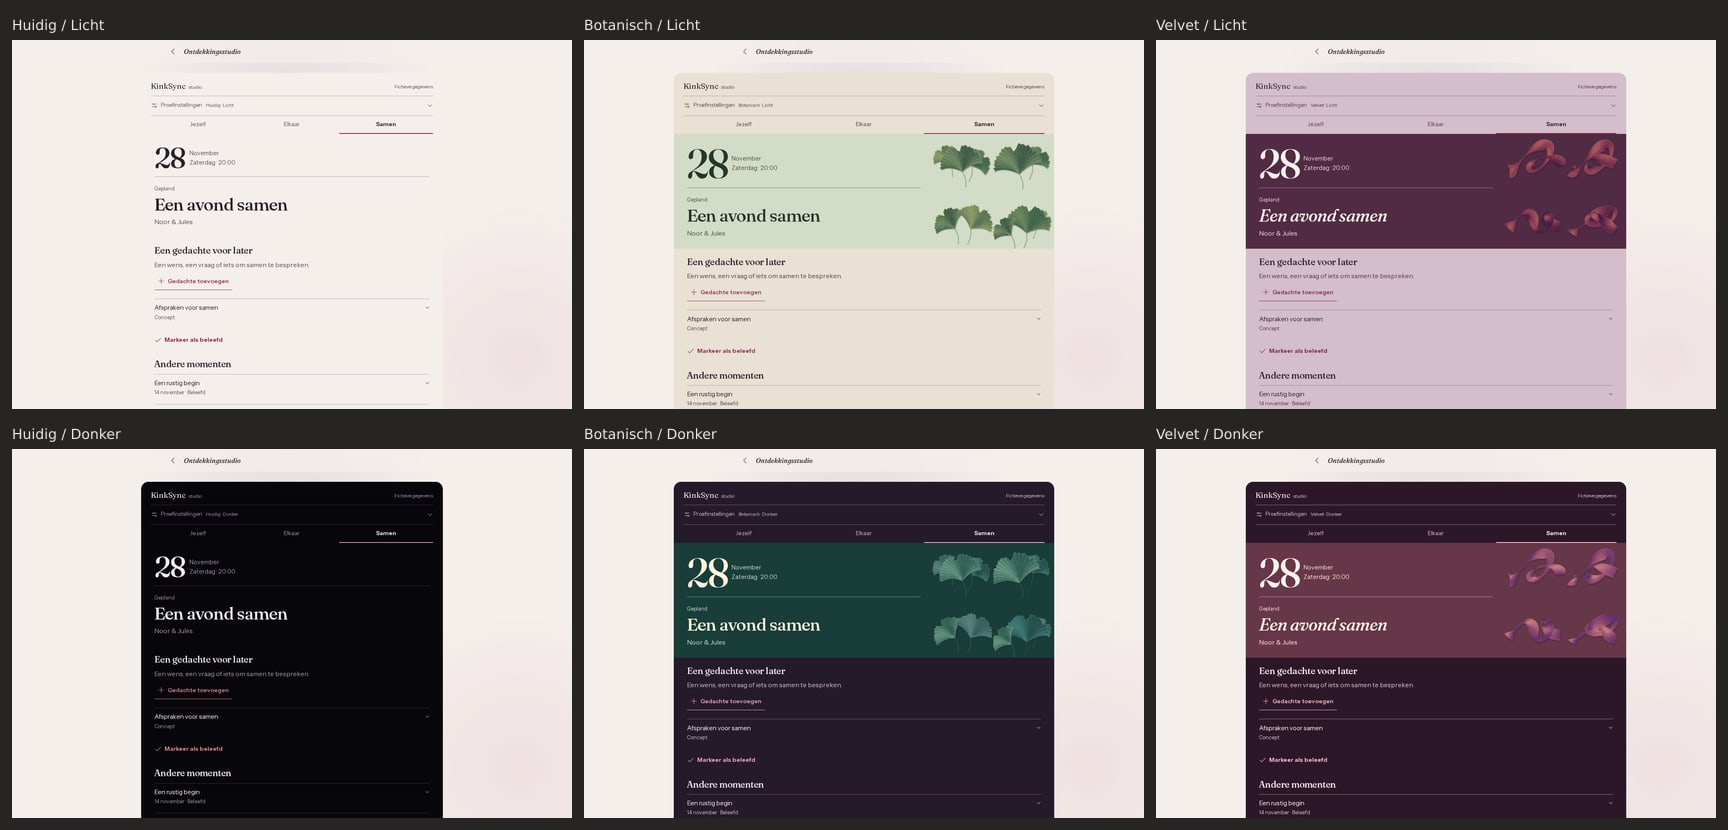 Huidig / Licht
Ontdekkingsstudio
KinkSync studio
Fictieve gegevens
Proefinstellingen Huidig · Licht
Jezelf Elkaar Samen
28 November
Zaterdag · 20:00
Gepland
Een avond samen
Noor & Jules
Een gedachte voor later
Een wens, een vraag of iets om samen te bespreken.
+ Gedachte toevoegen
Afspraken voor samen
Concept
Markeer als beleefd
Andere momenten
Een rustig begin
14 november · Beleefd
Botanisch / Licht
Ontdekkingsstudio
KinkSync studio
Fictieve gegevens
Proefinstellingen Botanisch · Licht
Jezelf Elkaar Samen
28 November
Zaterdag · 20:00
Gepland
Een avond samen
Noor & Jules
Een gedachte voor later
Een wens, een vraag of iets om samen te bespreken.
+ Gedachte toevoegen
Afspraken voor samen
Concept
Markeer als beleefd
Andere momenten
Een rustig begin
14 november · Beleefd
Velvet / Licht
Ontdekkingsstudio
KinkSync studio
Fictieve gegevens
Proefinstellingen Velvet · Licht
Jezelf Elkaar Samen
28 November
Zaterdag · 20:00
Gepland
Een avond samen
Noor & Jules
Een gedachte voor later
Een wens, een vraag of iets om samen te bespreken.
+ Gedachte toevoegen
Afspraken voor samen
Concept
Markeer als beleefd
Andere momenten
Een rustig begin
14 november · Beleefd
Huidig / Donker
Ontdekkingsstudio
KinkSync studio
Fictieve gegevens
Proefinstellingen Huidig · Donker
Jezelf Elkaar Samen
28 November
Zaterdag · 20:00
Gepland
Een avond samen
Noor & Jules
Een gedachte voor later
Een wens, een vraag of iets om samen te bespreken.
+ Gedachte toevoegen
Afspraken voor samen
Concept
Markeer als beleefd
Andere momenten
Een rustig begin
14 november · Beleefd
Botanisch / Donker
Ontdekkingsstudio
KinkSync studio
Fictieve gegevens
Proefinstellingen Botanisch · Donker
Jezelf Elkaar Samen
28 November
Zaterdag · 20:00
Gepland
Een avond samen
Noor & Jules
Een gedachte voor later
Een wens, een vraag of iets om samen te bespreken.
+ Gedachte toevoegen
Afspraken voor samen
Concept
Markeer als beleefd
Andere momenten
Een rustig begin
14 november · Beleefd
Velvet / Donker
Ontdekkingsstudio
KinkSync studio
Fictieve gegevens
Proefinstellingen Velvet · Donker
Jezelf Elkaar Samen
28 November
Zaterdag · 20:00
Gepland
Een avond samen
Noor & Jules
Een gedachte voor later
Een wens, een vraag of iets om samen te bespreken.
+ Gedachte toevoegen
Afspraken voor samen
Concept
Markeer als beleefd
Andere momenten
Een rustig begin
14 november · Beleefd